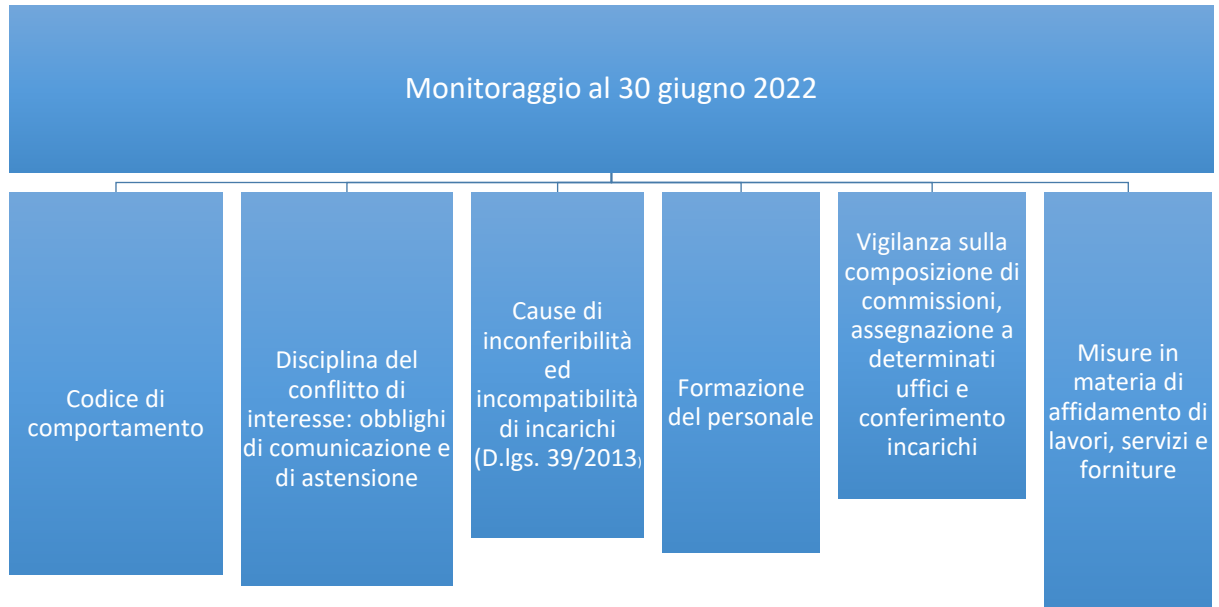 Monitoraggio al 30 giugno 2022
Codice di
comportamento
Disciplina del
conflitto di
interesse: obblighi
di comunicazione e
di astensione
Cause di
inconferibilità
ed
incompatibilità
di incarichi
(D.lgs. 39/2013)
Formazione
del personale
Vigilanza sulla
composizione di
commissioni,
assegnazione a
determinati
uffici e
conferimento
incarichi
Misure in
materia di
affidamento di
lavori, servizi e
forniture